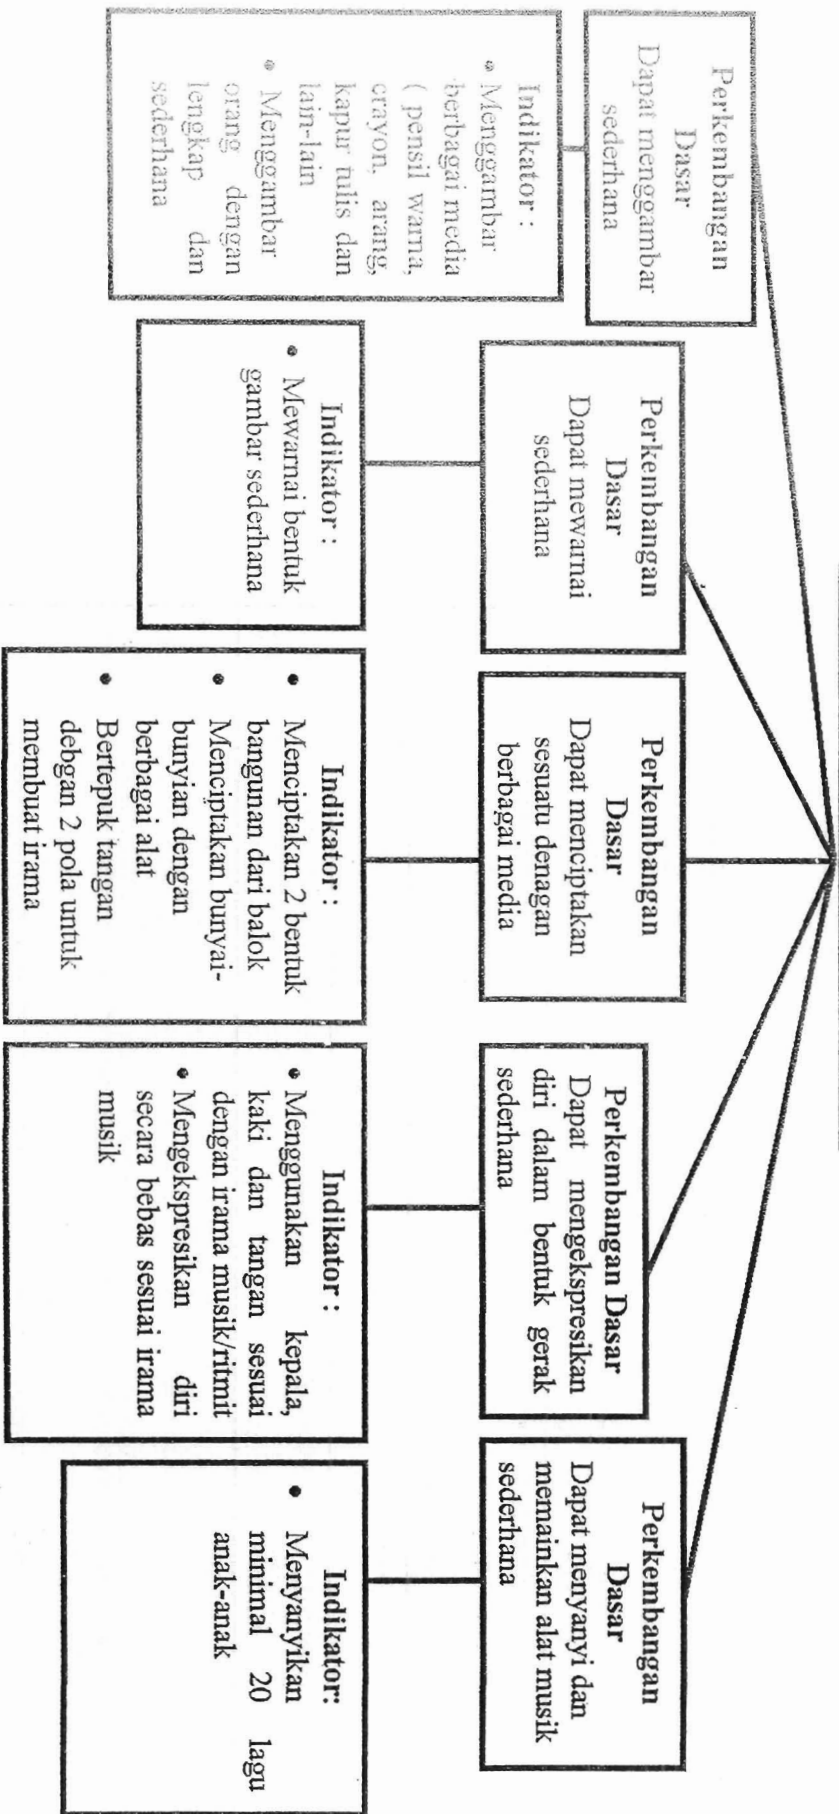 Perkembangan
Dasar
Dapat menggambar
sederhana
Indikator :
• Menggambar
berbagai media
( pensil warna,
crayon, arang,
kapur tulis dan
lain-lain
• Menggambar
orang dengan
lengkap dan
sederhana
Perkembangan
Dasar
Dapat mewarnai
sederhana
Indikator :
• Mewarnai bentuk
gambar sederhana
Perkembangan
Dasar
Dapat menciptakan
sesuatu denagan
berbagai media
Indikator :
• Menciptakan 2 bentuk
bangunan dari balok
• Menciptakan bunyai-
bunyian dengan
berbagai alat
• Bertepuk tangan
debgan 2 pola untuk
membuat irama
Perkembangan Dasar
Dapat mengekspresikan
diri dalam bentuk gerak
sederhana
Indikator :
• Menggunakan kepala,
kaki dan tangan sesuai
dengan irama musik/ritmit
• Mengekspresikan diri
secara bebas sesuai irama
musik
Perkembangan
Dasar
Dapat menyanyi dan
memainkan alat musik
sederhana
Indikator:
• Menyanyikan
minimal 20 lagu
anak-anak